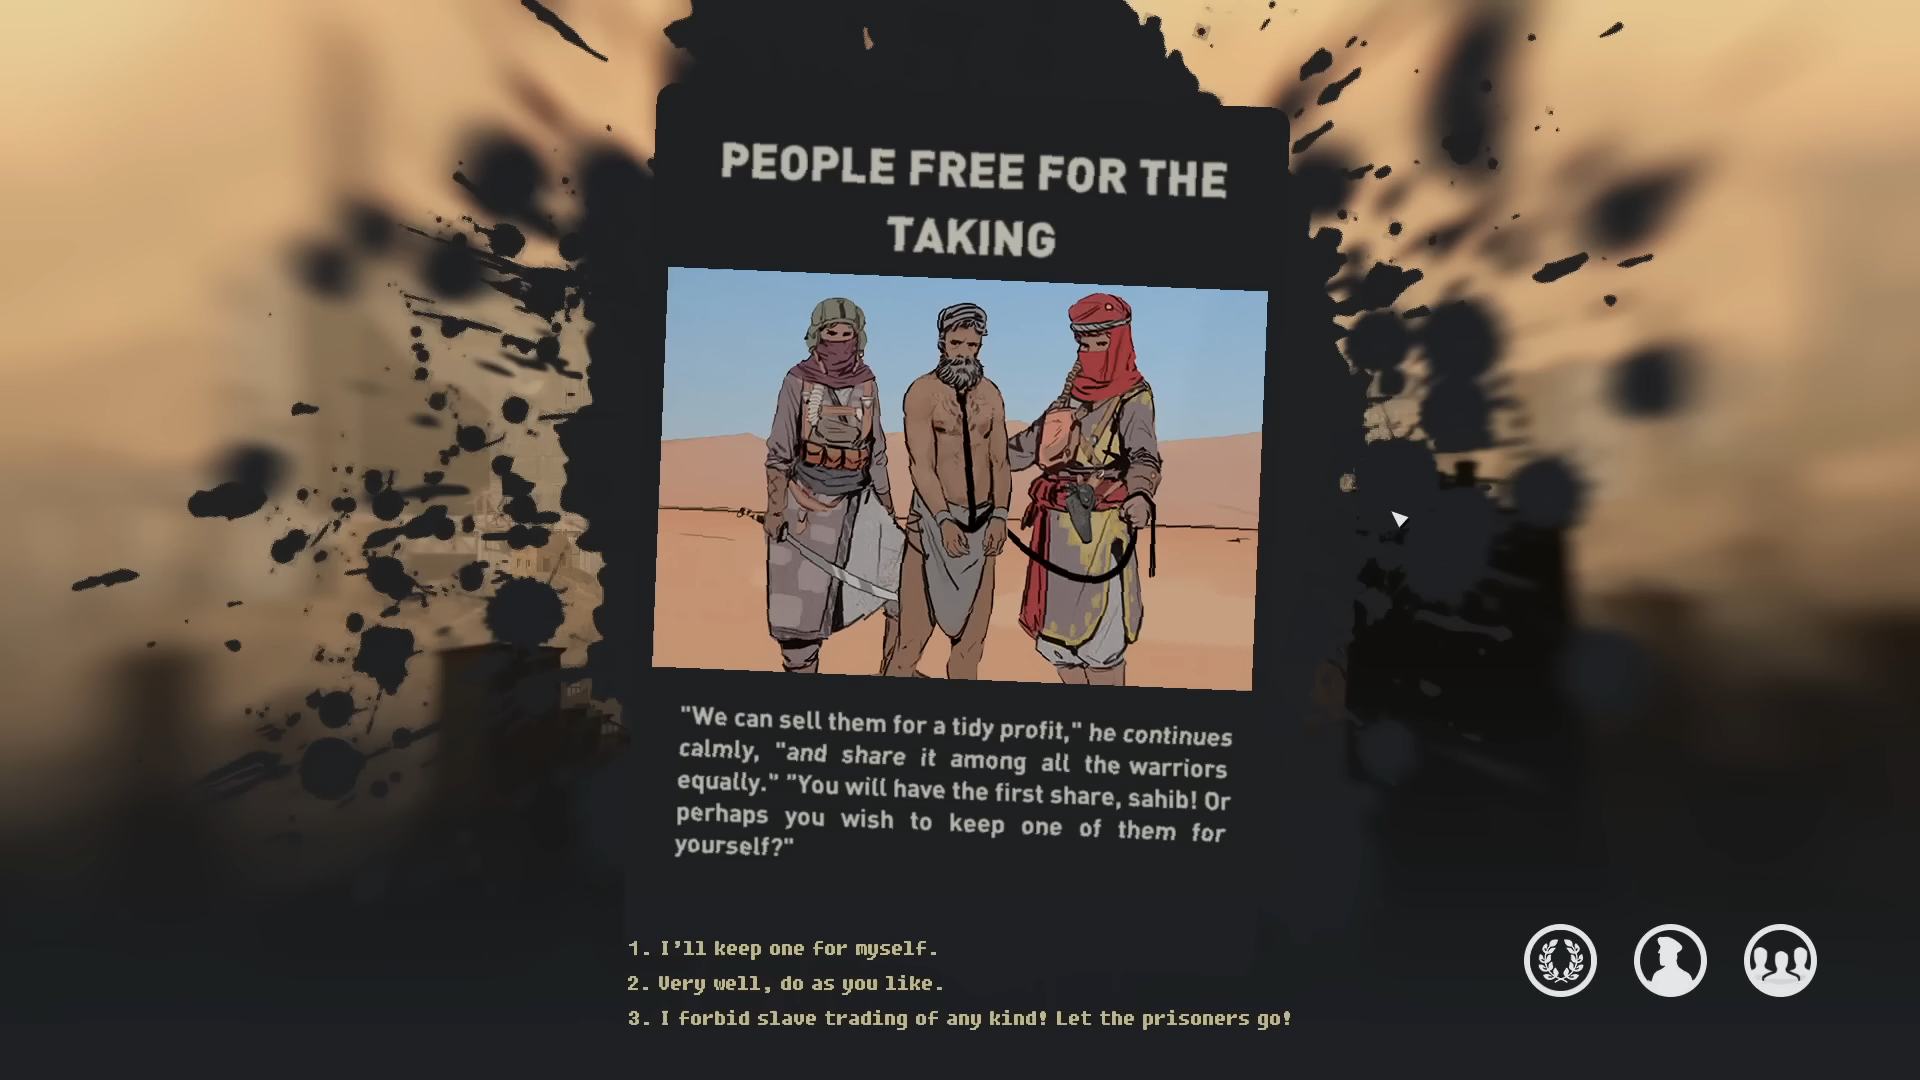 PEOPLE FREE FOR THE
TAKING
"We can sell them for a tidy profit," he continues
calmly, "and share it among all the warriors
equally." "You will have the first share, sahib! Or
perhaps you wish to keep one of them for
yourself?"
1. I'll keep one for myself.
2. Very well, do as you like.
3. I forbid slave trading of any kind! Let the prisoners go!